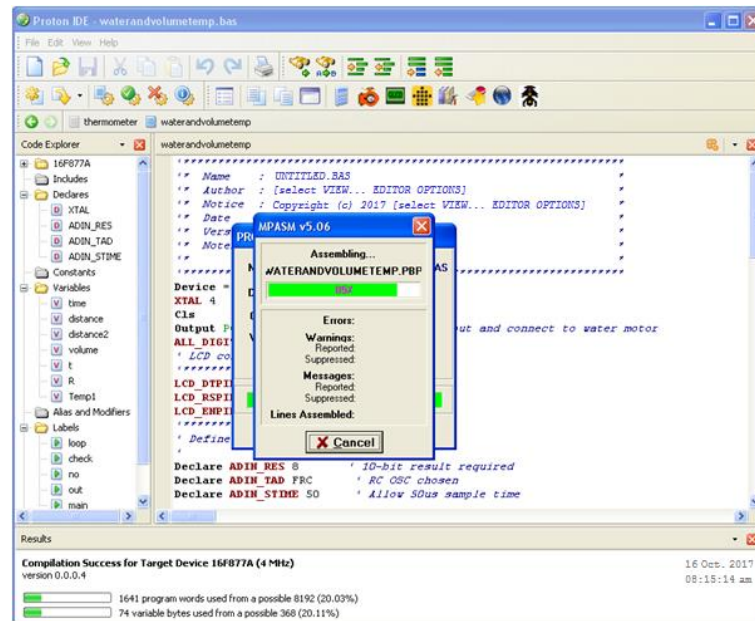 Proton IDE - waterandvolumetemp.bas
File Edit View Help
thermometer waterandvolumetemp
Code Explorer
16F877A
Includes
Declares
XTAL
ADIN_RES
ADIN_TAD
ADIN_STIME
Constants
Variables
time
distance
distance2
volume
t
R
Temp1
Alias and Modifiers
Labels
loop
check
no
out
main
waterandvolumetemp
'****************************************************************
'* Name : UNTITLED.BAS *
'* Author : [select VIEW... EDITOR OPTIONS] *
'* Notice : Copyright (c) 2017 [select VIEW... EDITOR OPTIONS] *
'* Date
'* Vers
'* Note
Device =
XTAL 4
Cls
Output P ut and connect to water motor
ALL_DIGI
' LCD co
LCD_DTPI
LCD_RSPI
LCD_ENPI
' Define
Declare ADIN_RES 8 ' 10-bit result required
Declare ADIN_TAD FRC ' RC OSC chosen
Declare ADIN_STIME 50 ' Allow 50us sample time
PR
AS
MPASM v5.06
Assembling...
WATERANDVOLUMETEMP.PBP
Errors:
Warnings:
Reported:
Suppressed:
Messages:
Reported:
Suppressed:
Lines Assembled:
Cancel
Results
Compilation Success for Target Device 16F877A (4 MHz)
version 0.0.0.4
16 Oct. 2017
08:15:14 am
1641 program words used from a possible 8192 (20.03%)
74 variable bytes used from a possible 368 (20.11%)